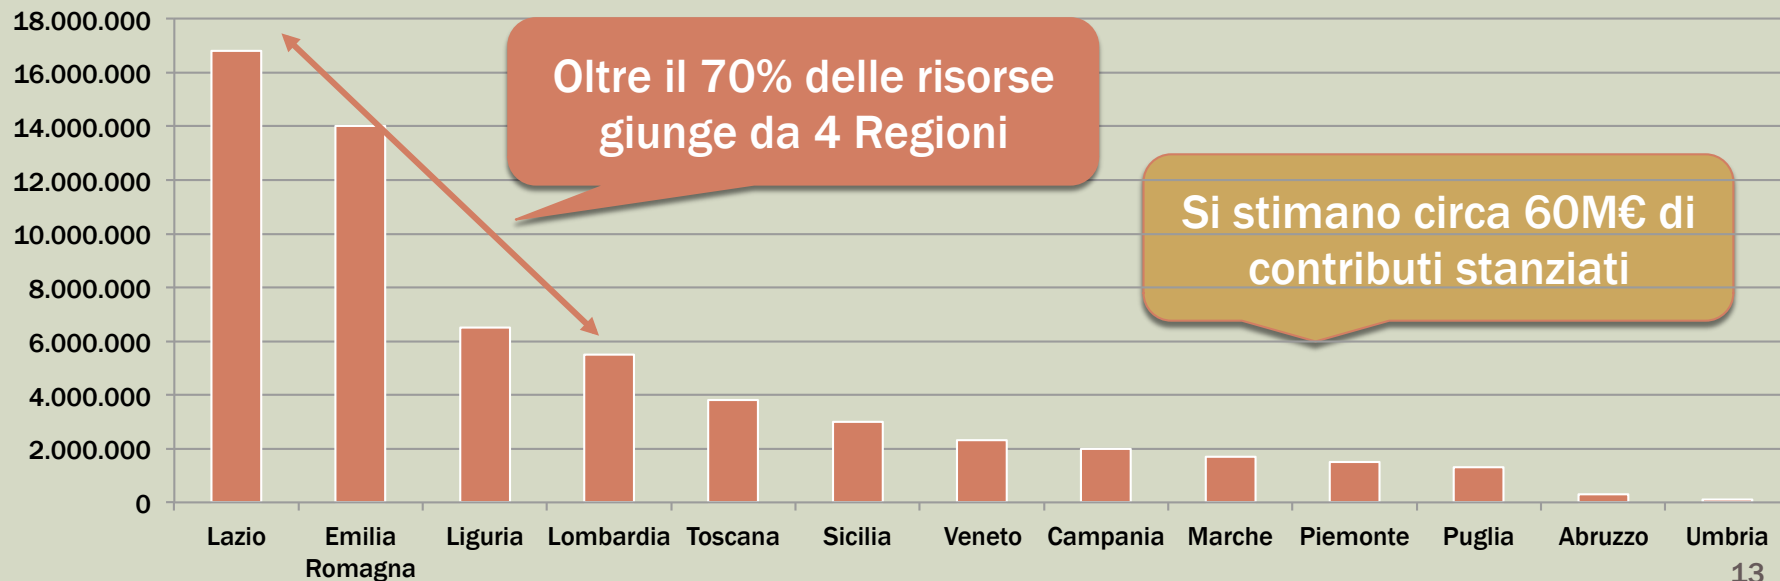 18.000.000
16.000.000
14.000.000
12.000.000
10.000.000
8.000.000
6.000.000
4.000.000
2.000.000
0
Oltre il 70% delle risorse
giunge da 4 Regioni
Si stimano circa 60M€ di
contributi stanziati
Lazio
Emilia
Romagna
Liguria
Lombardia
Toscana
Sicilia
Veneto
Campania
Marche
Piemonte
Puglia
Abruzzo
Umbria
13